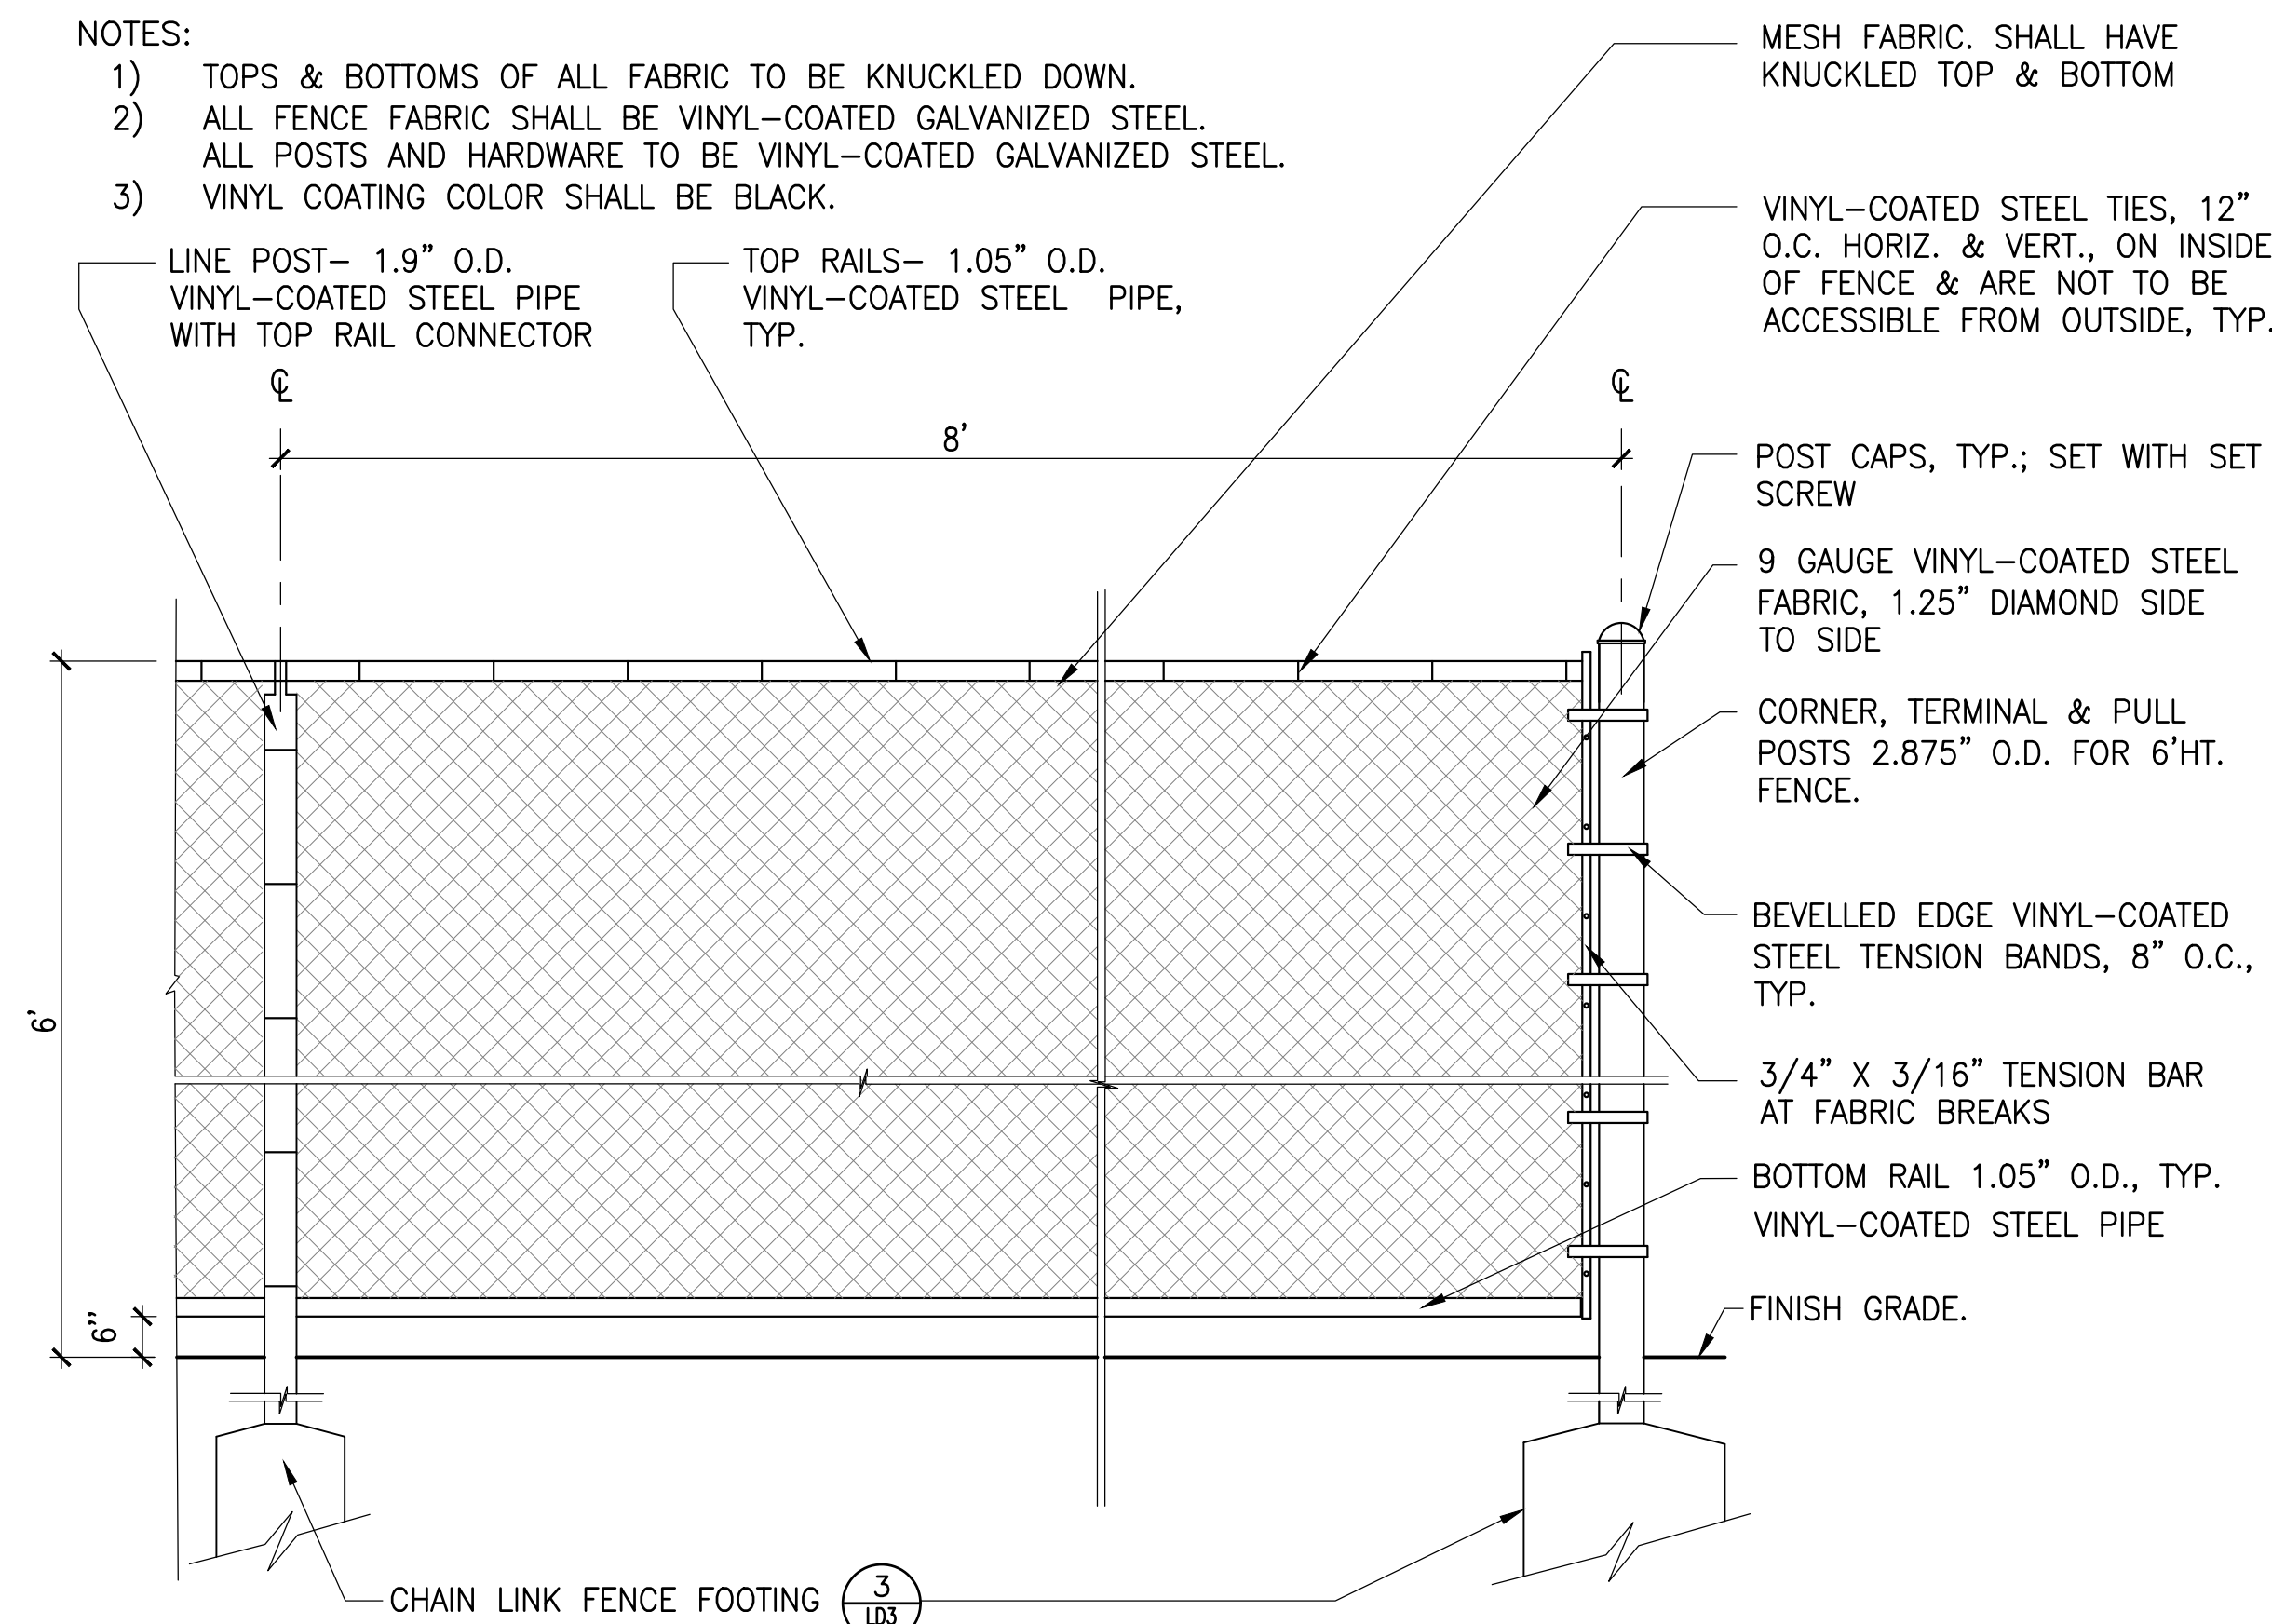 NOTES:
1) TOPS & BOTTOMS OF ALL FABRIC TO BE KNUCKLED DOWN.
2) ALL FENCE FABRIC SHALL BE VINYL-COATED GALVANIZED STEEL.
ALL POSTS AND HARDWARE TO BE VINYL-COATED GALVANIZED STEEL.
3) VINYL COATING COLOR SHALL BE BLACK.
LINE POST- 1.9" O.D.
VINYL-COATED STEEL PIPE
WITH TOP RAIL CONNECTOR
TOP RAILS- 1.05" O.D.
VINYL-COATED STEEL PIPE,
TYP.
MESH FABRIC. SHALL HAVE
KNUCKLED TOP & BOTTOM
VINYL-COATED STEEL TIES, 12"
O.C. HORIZ. & VERT., ON INSIDE
OF FENCE & ARE NOT TO BE
ACCESSIBLE FROM OUTSIDE, TYP.
℄
℄
8'
POST CAPS, TYP.; SET WITH SET
SCREW
9 GAUGE VINYL-COATED STEEL
FABRIC, 1.25" DIAMOND SIDE
TO SIDE
CORNER, TERMINAL & PULL
POSTS 2.875" O.D. FOR 6'HT.
FENCE.
BEVELLED EDGE VINYL-COATED
STEEL TENSION BANDS, 8" O.C.,
TYP.
6'
3/4" X 3/16" TENSION BAR
AT FABRIC BREAKS
BOTTOM RAIL 1.05" O.D., TYP.
VINYL-COATED STEEL PIPE
6"
FINISH GRADE.
CHAIN LINK FENCE FOOTING
3
LD3